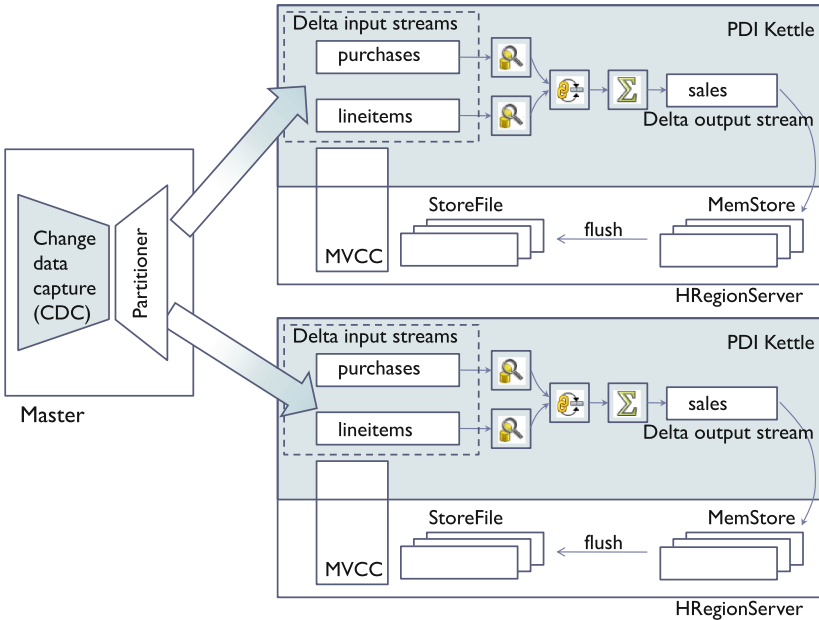 Delta input streams
PDI Kettle
purchases
lineitems
sales
Delta output stream
StoreFile
MemStore
flush
MVCC
HRegionServer
Change
data
capture
(CDC)
Partitioner
Master
Delta input streams
PDI Kettle
purchases
lineitems
sales
Delta output stream
StoreFile
MemStore
flush
MVCC
HRegionServer